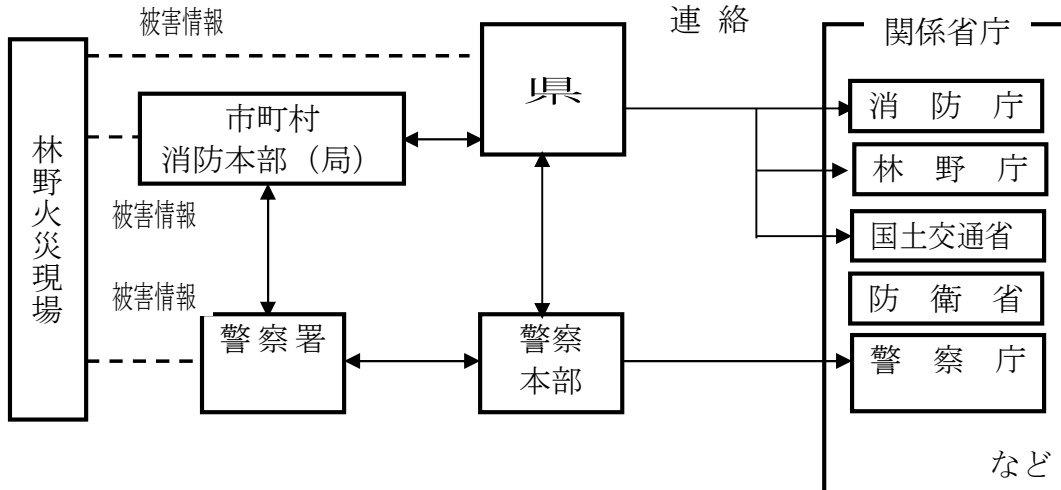 被害情報
連 絡
関係省庁
県
消 防 庁
市町村
消防本部（局）
林野火災現場
林 野 庁
被害情報
国土交通省
被害情報
防 衛 省
警察署
警察
本部
警 察 庁
など